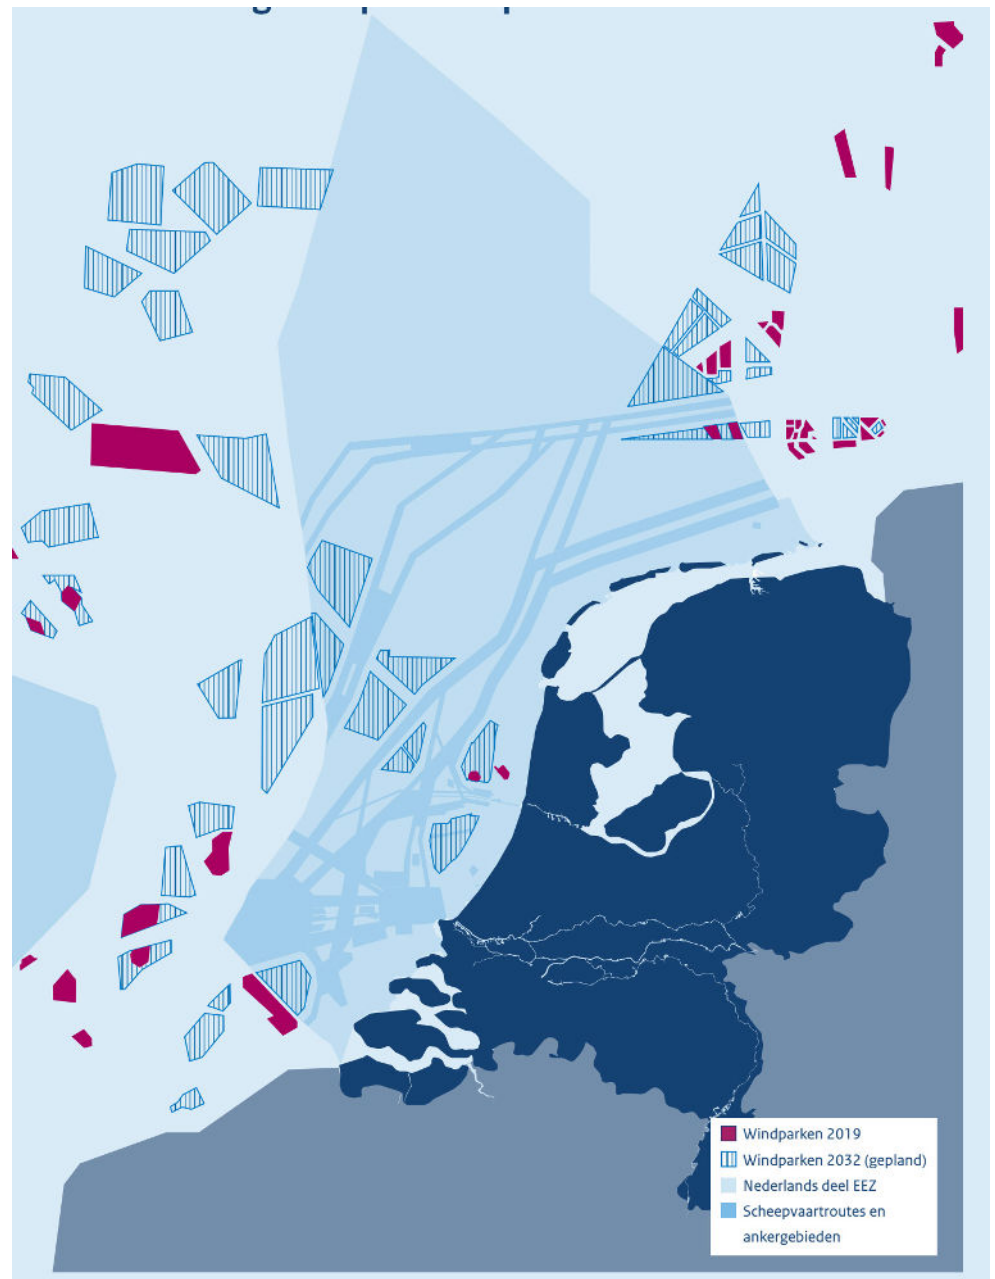 Windparken 2019
Windparken 2032 (gepland)
Nederlands deel EEZ
Scheepvaartroutes en
ankergebieden